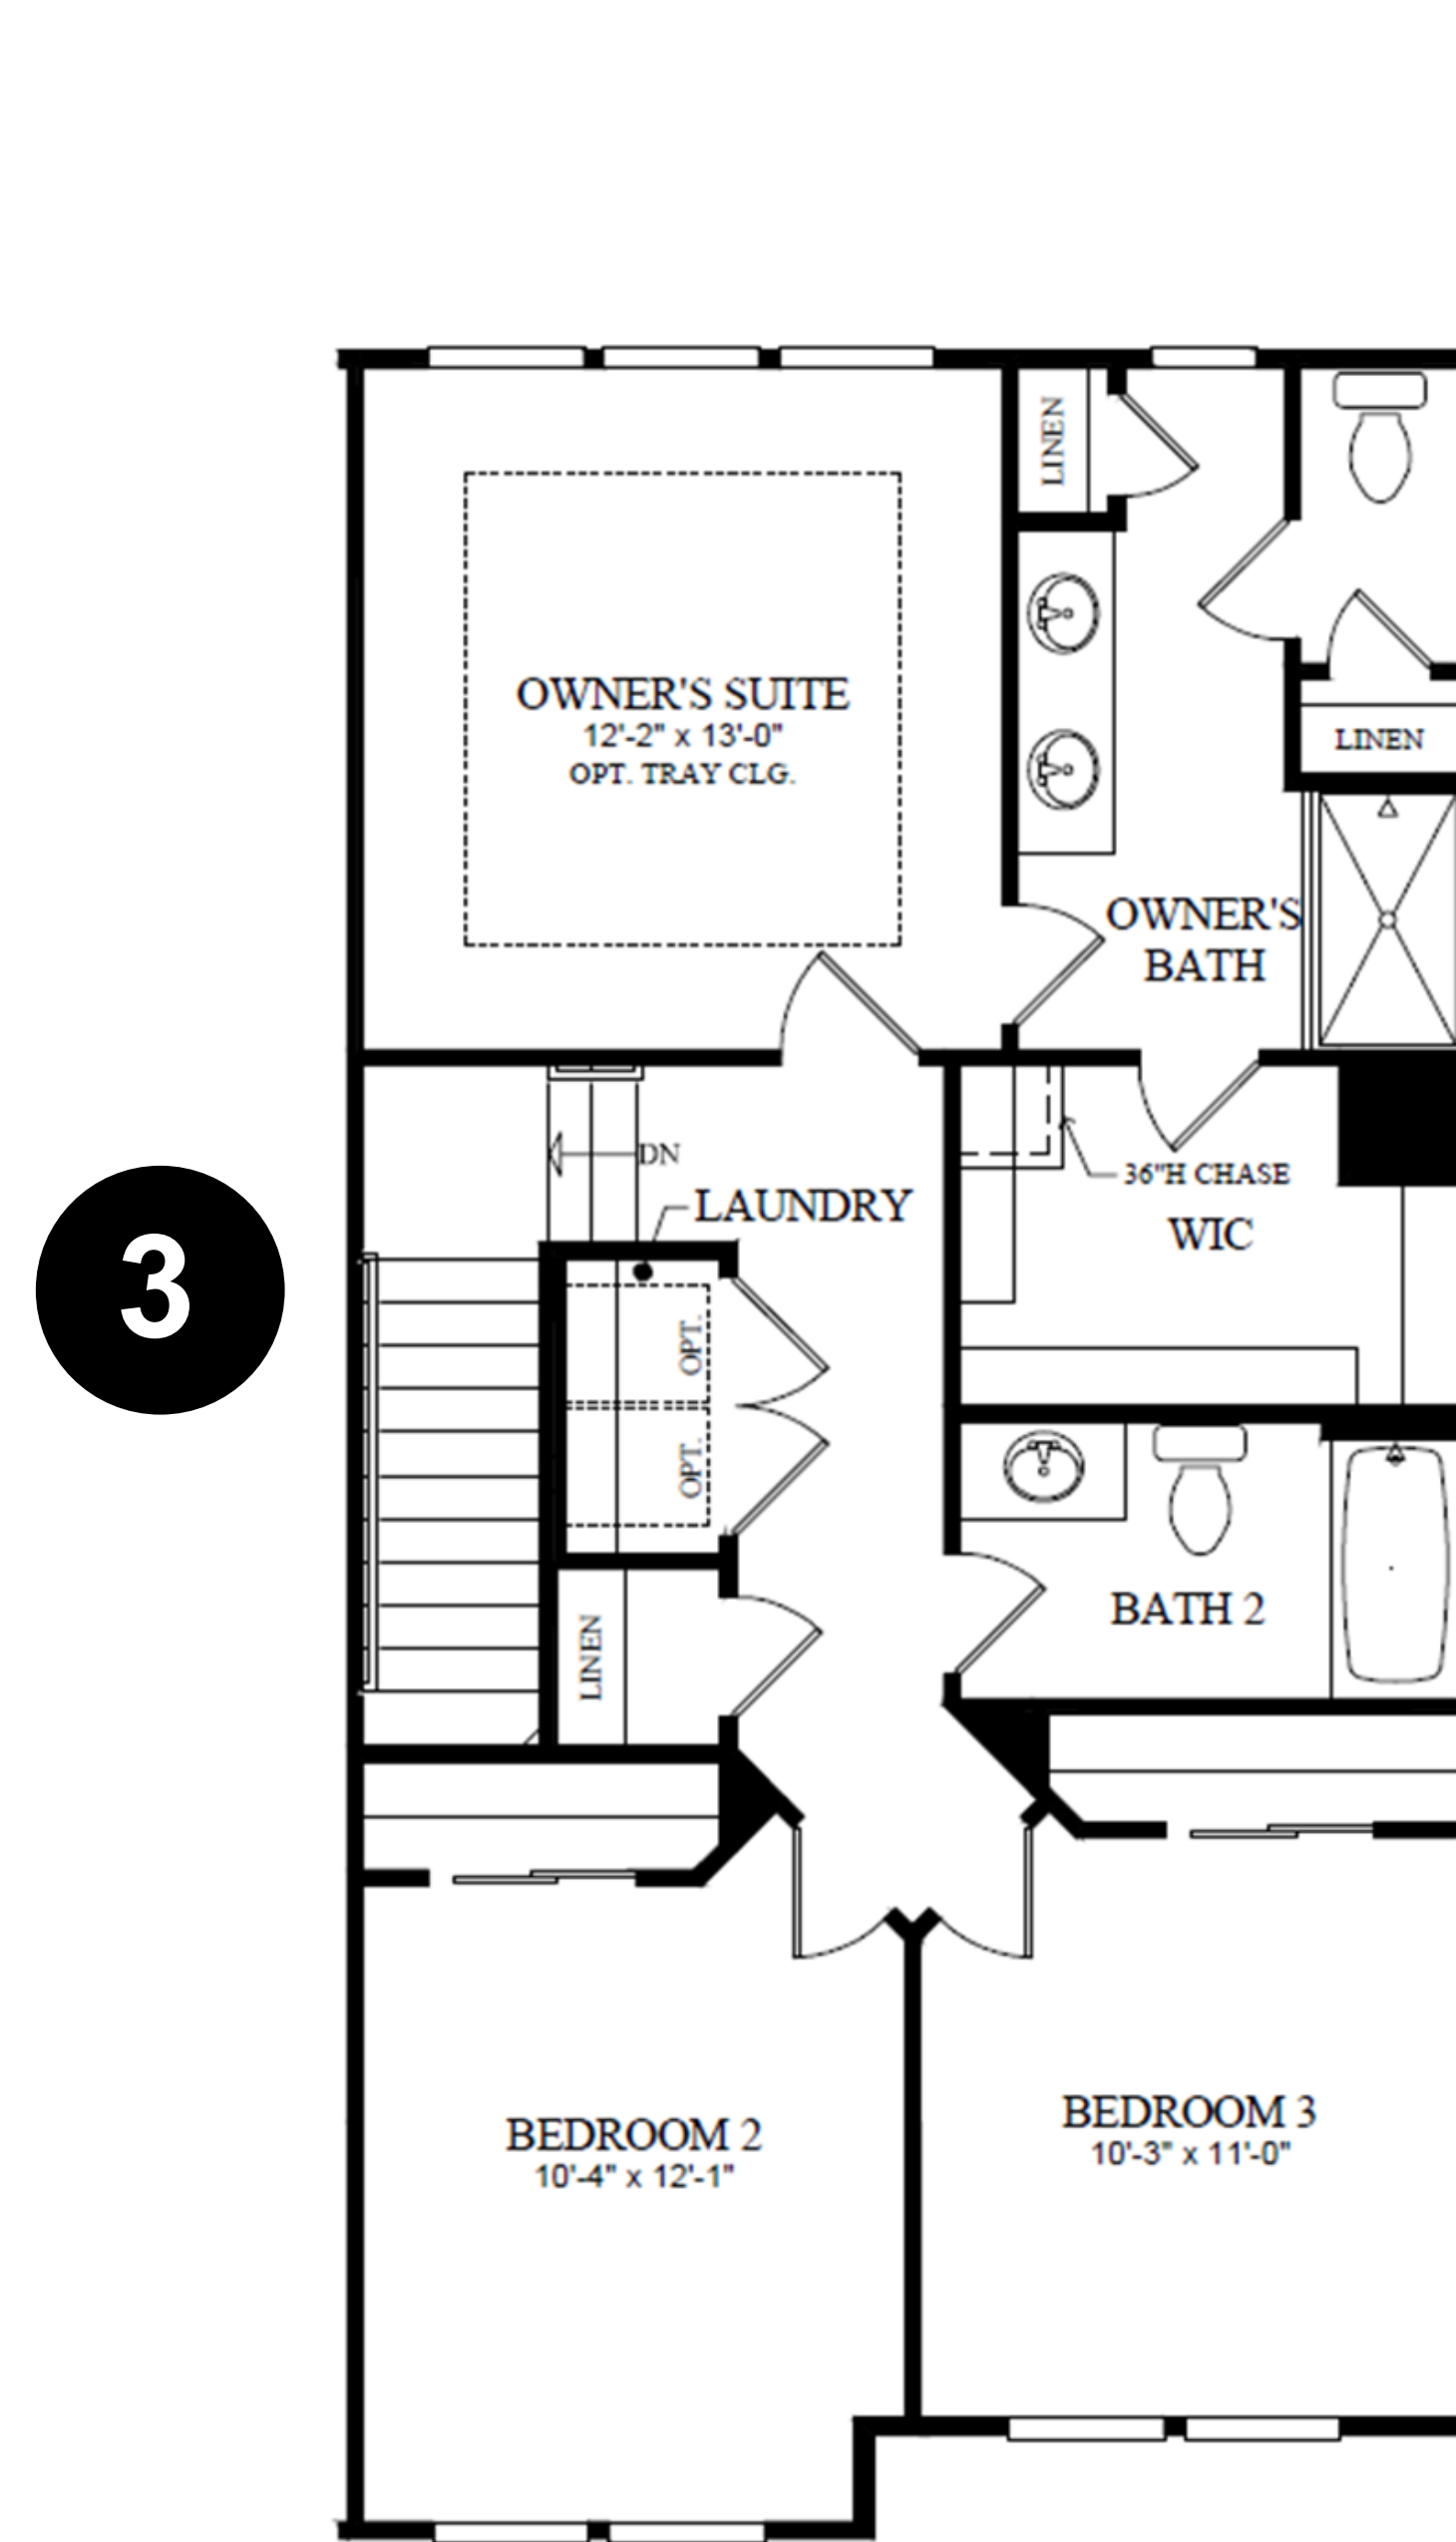 LINEN
OWNER'S SUITE
12'-2" x 13'-0"
OPT. TRAY CLG.
LINEN
OWNER'S
BATH
DN
36"H CHASE
LAUNDRY
WIC
3
OPT.
OPT.
BATH 2
LINEN
BEDROOM 2
10'-4" x 12'-1"
BEDROOM 3
10'-3" x 11'-0"